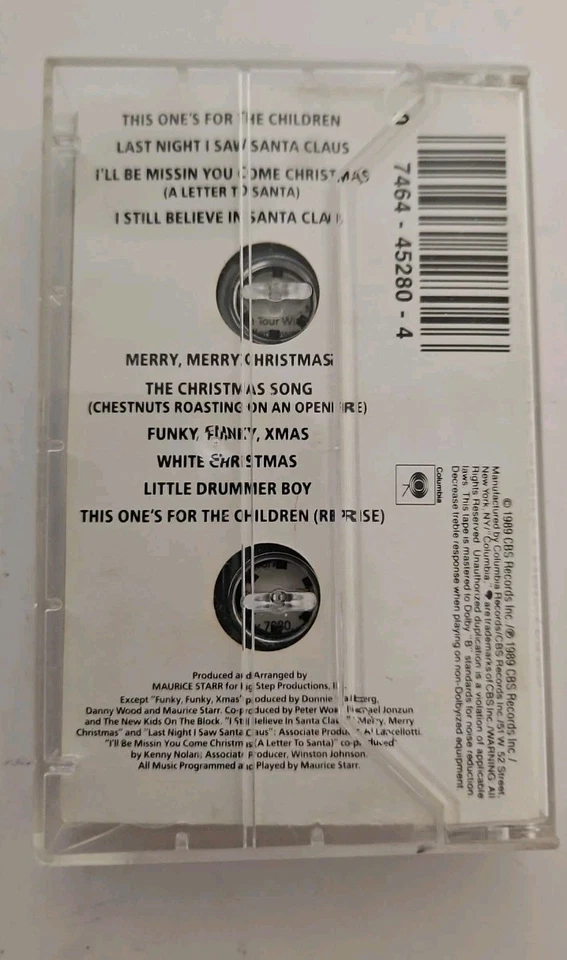 THIS ONE'S FOR THE CHILDREN
LAST NIGHT I SAW SANTA CLAUS
I'LL BE MISSIN YOU COME CHRISTMAS
(A LETTER TO SANTA)
I STILL BELIEVE IN SANTA CLAUS
Tour
MERRY, MERRY CHRISTMAS
THE CHRISTMAS SONG
(CHESTNUTS ROASTING ON AN OPEN FIRE)
FUNKY, FUNKY, XMAS
WHITE CHRISTMAS
LITTLE DRUMMER BOY
THIS ONE'S FOR THE CHILDREN (REPRISE)
Produced and Arranged by
MAURICE STARR for Big Step Productions,
Except "Funky, Funky, Xmas" produced by Donnie Wahlberg,
Danny Wood and Maurice Starr. Co-produced by Peter Work, Michael Jonzun
and The New Kids On The Block. "I Still Believe In Santa Claus," "Merry, Merry
Christmas" and "Last Night I Saw Santa Claus": Associate Producer, Al Lancellotti.
"I'll Be Missin You Come Christmas (A Letter To Santa)" co-produced
by Kenny Nolan; Associate Producer, Winston Johnson.
All Music Programmed and Played by Maurice Starr.
7464 - 45280 - 4
Columbia
© 1989 CBS Records Inc./℗ 1989 CBS Records Inc./
Manufactured by Columbia Records/CBS Records Inc./51 W. 52 Street,
New York, NY/"Columbia," are trademarks of CBS Inc./WARNING: All
Rights Reserved. Unauthorized duplication is a violation of applicable
laws. This tape is mastered to Dolby "B" standards for noise reduction.
Decrease treble response when playing on non-Dolbyized equipment.